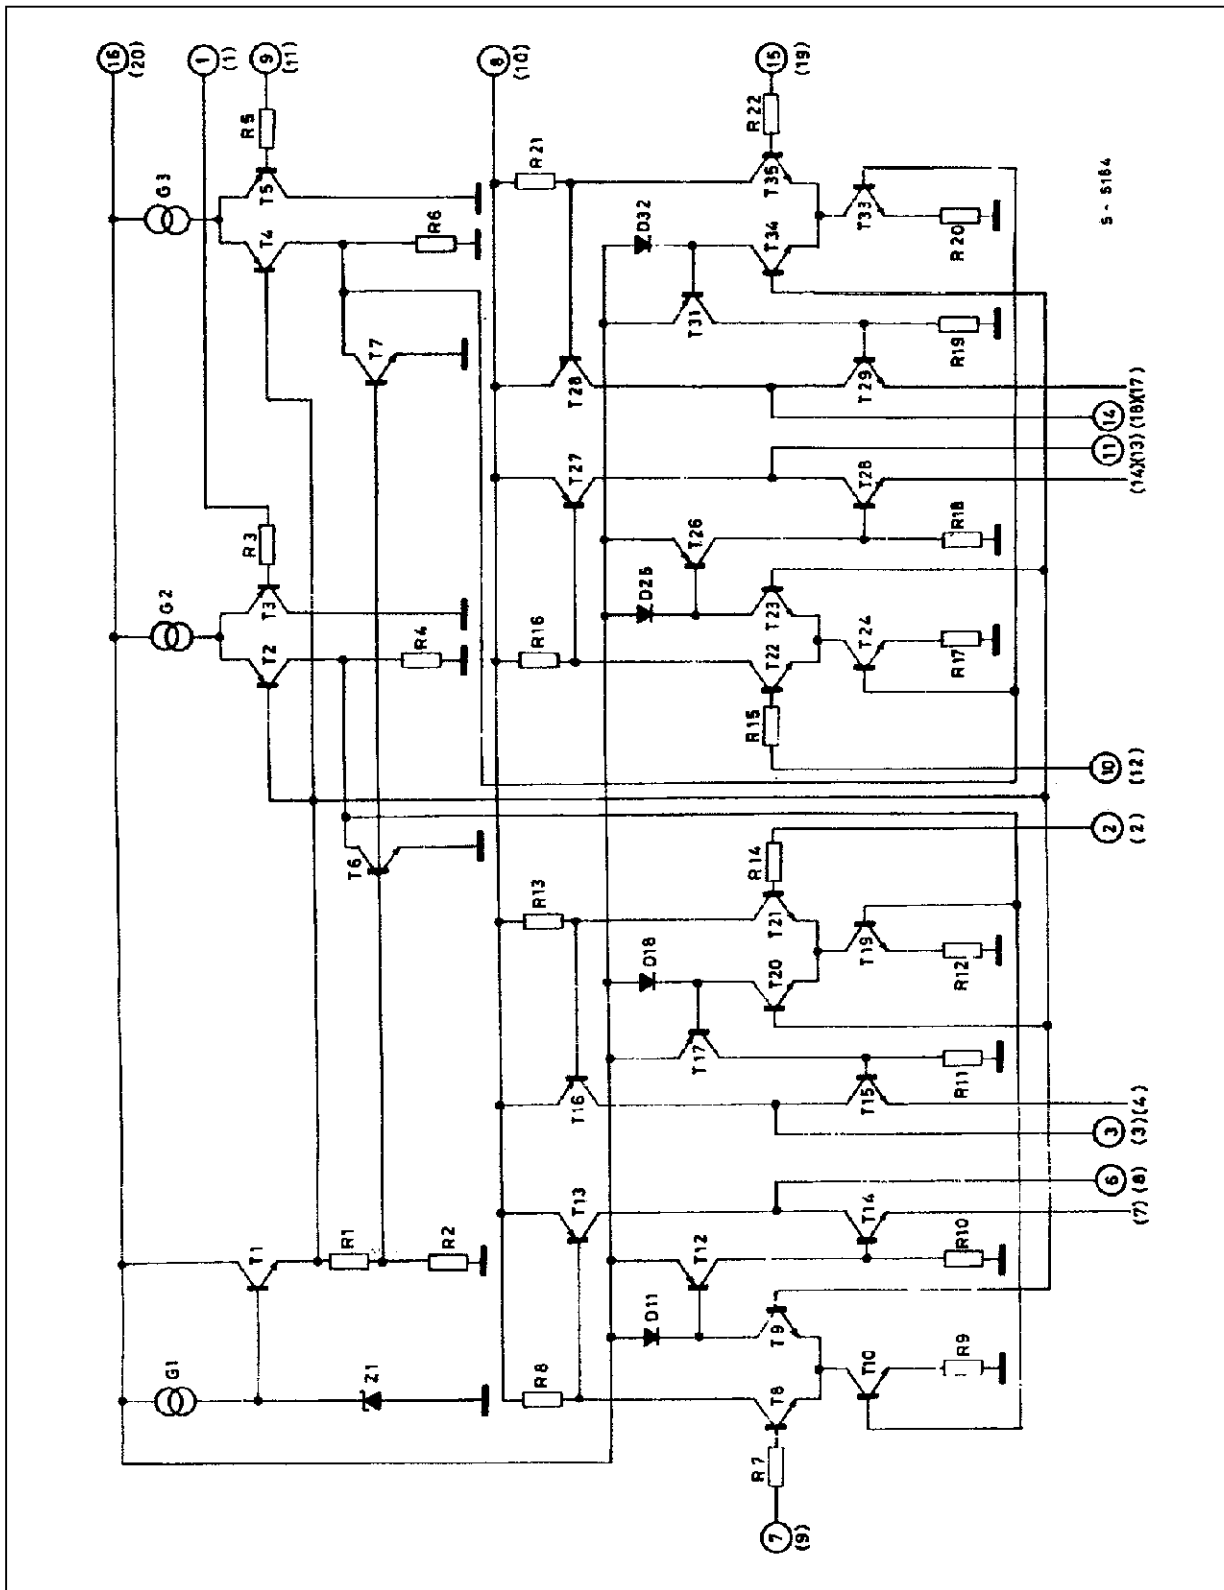 16
(20)
G1
G2
G3
1
(1)
T1
T2
T3
R3
T4
T5
R5
9
(11)
Z1
R1
R2
T6
R4
T7
R6
8
(10)
R8
T13
T16
R13
R16
T27
T28
R21
D11
T12
T17
D18
D25
T26
T31
D32
7
(9)
R7
T8
T9
T20
T21
R14
R15
T22
T23
T34
T35
R22
15
(19)
T10
T14
T15
T19
T24
T28
T29
T33
R9
R10
R11
R12
R17
R18
R19
R20
6
3
2
10
11
14
(7) (8)
(3) (4)
(2)
(12)
(14)(13)
(18)(17)
S-5164